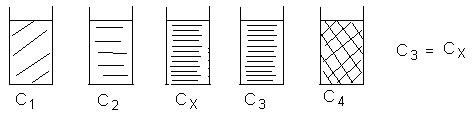 C₃ = Cₓ
C₁ C₂ Cₓ C₃ C₄